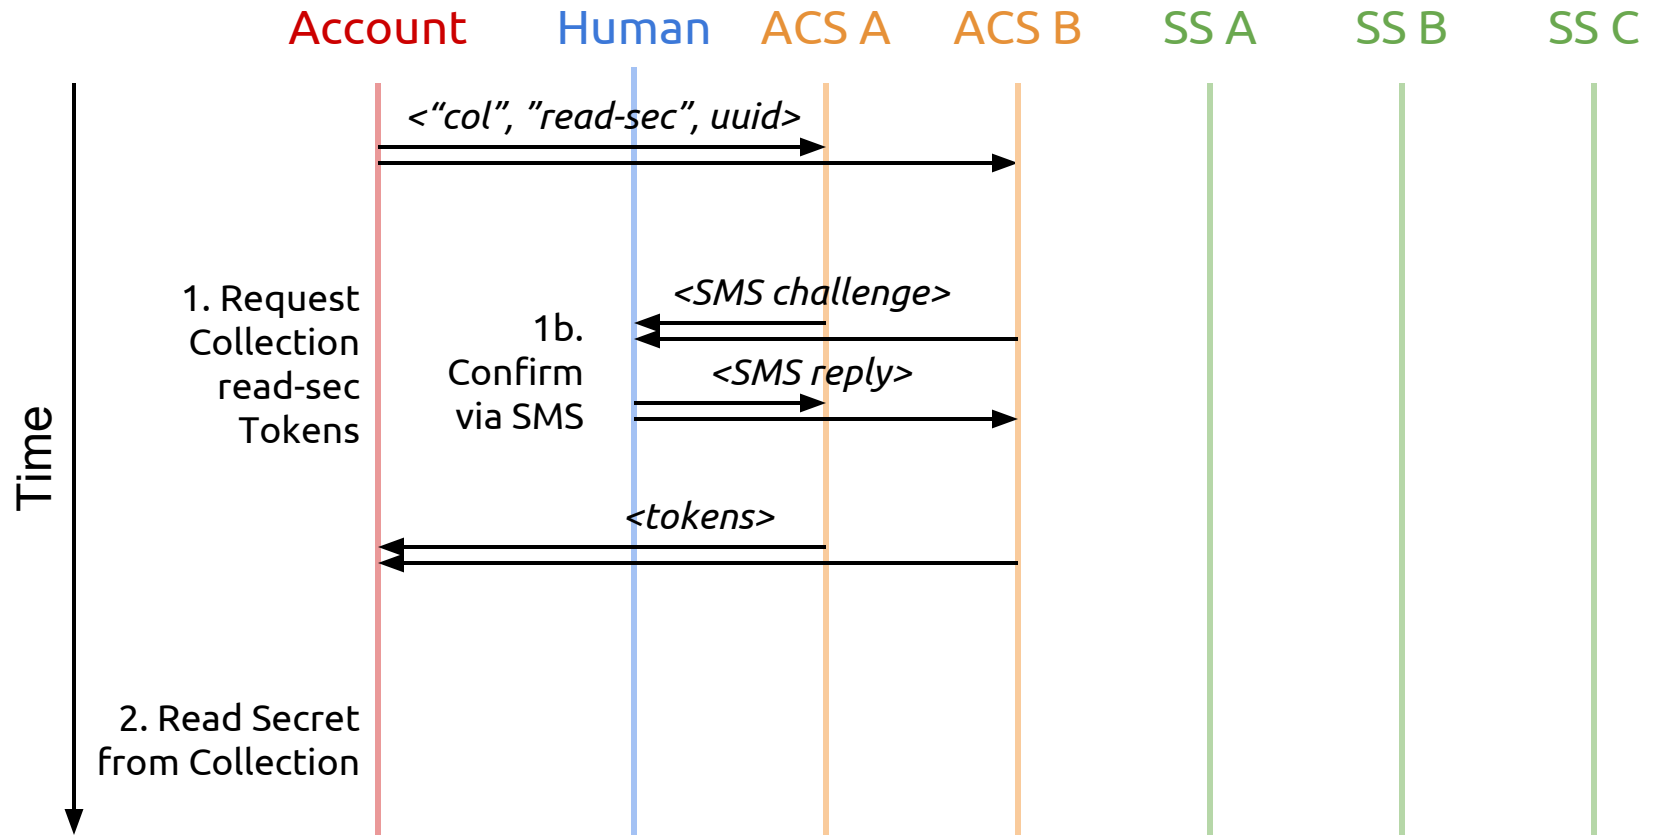 Account Human ACS A ACS B SS A SS B SS C
<“col”, ”read-sec”, uuid>
1. Request
Collection
read-sec
Tokens
<SMS challenge>
1b.
Confirm
via SMS
<SMS reply>
Time
<tokens>
2. Read Secret
from Collection